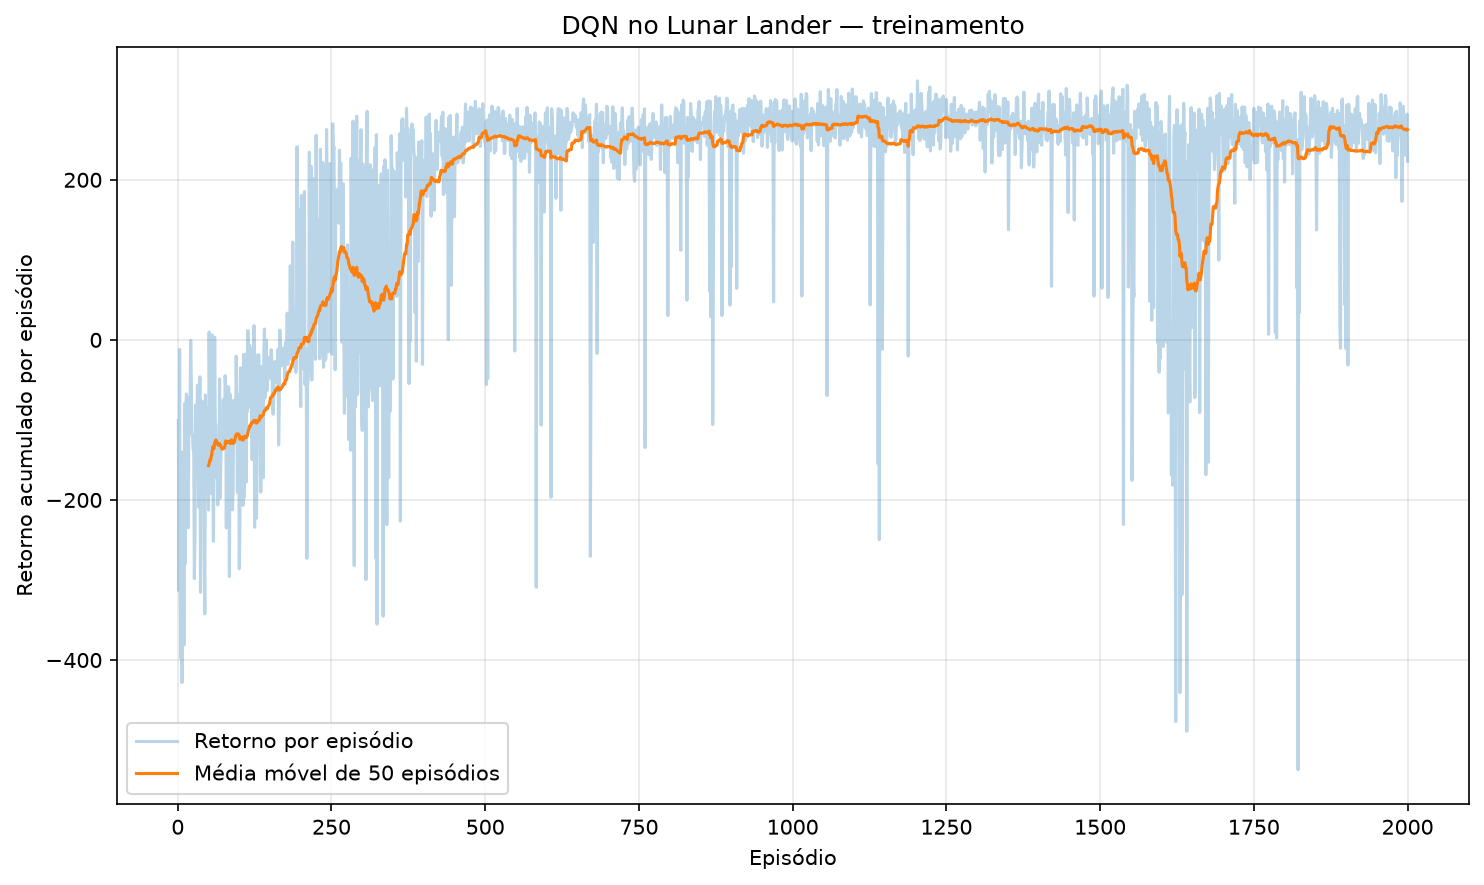 DQN no Lunar Lander — treinamento
Retorno acumulado por episódio
200
0
−200
−400
Retorno por episódio
Média móvel de 50 episódios
0
250
500
750
1000
1250
1500
1750
2000
Episódio